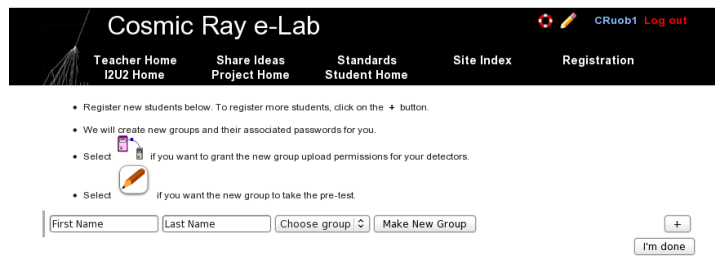 Cosmic Ray e-Lab
CRuob1 Log out
Teacher Home Share Ideas Standards Site Index Registration
I2U2 Home Project Home Student Home
• Register new students below. To register more students, click on the + button.
• We will create new groups and their associated passwords for you.
• Select if you want to grant the new group upload permissions for your detectors.
• Select if you want the new group to take the pre-test.
First Name Last Name Choose group Make New Group +
I'm done